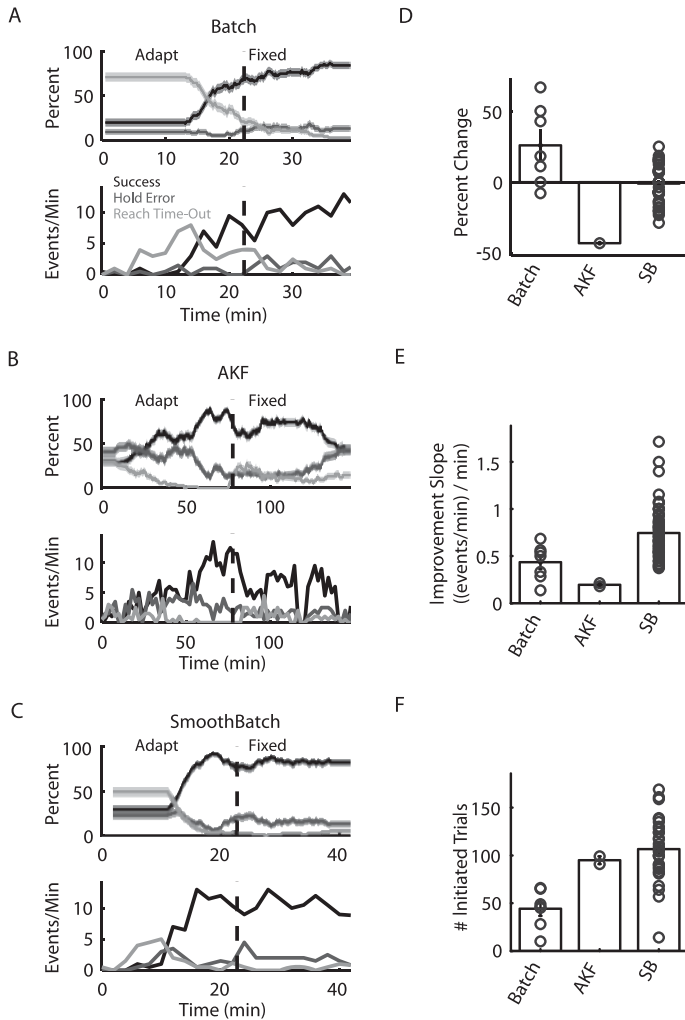 A
Batch
Adapt
Fixed
Percent
100
50
0
0 10 20 30
Success
Hold Error
Reach Time-Out
Events/Min
10
5
0
0 10 20 30
Time (min)
B
AKF
Adapt
Fixed
Percent
100
50
0
0 50 100
Events/Min
10
5
0
0 50 100
Time (min)
C
SmoothBatch
Adapt
Fixed
Percent
100
50
0
0 20 40
Events/Min
10
5
0
0 20 40
Time (min)
D
Percent Change
50
0
-50
Batch
AKF
SB
E
Improvement Slope
((events/min) / min)
1.5
1
0.5
0
Batch
AKF
SB
F
# Initiated Trials
150
100
50
0
Batch
AKF
SB